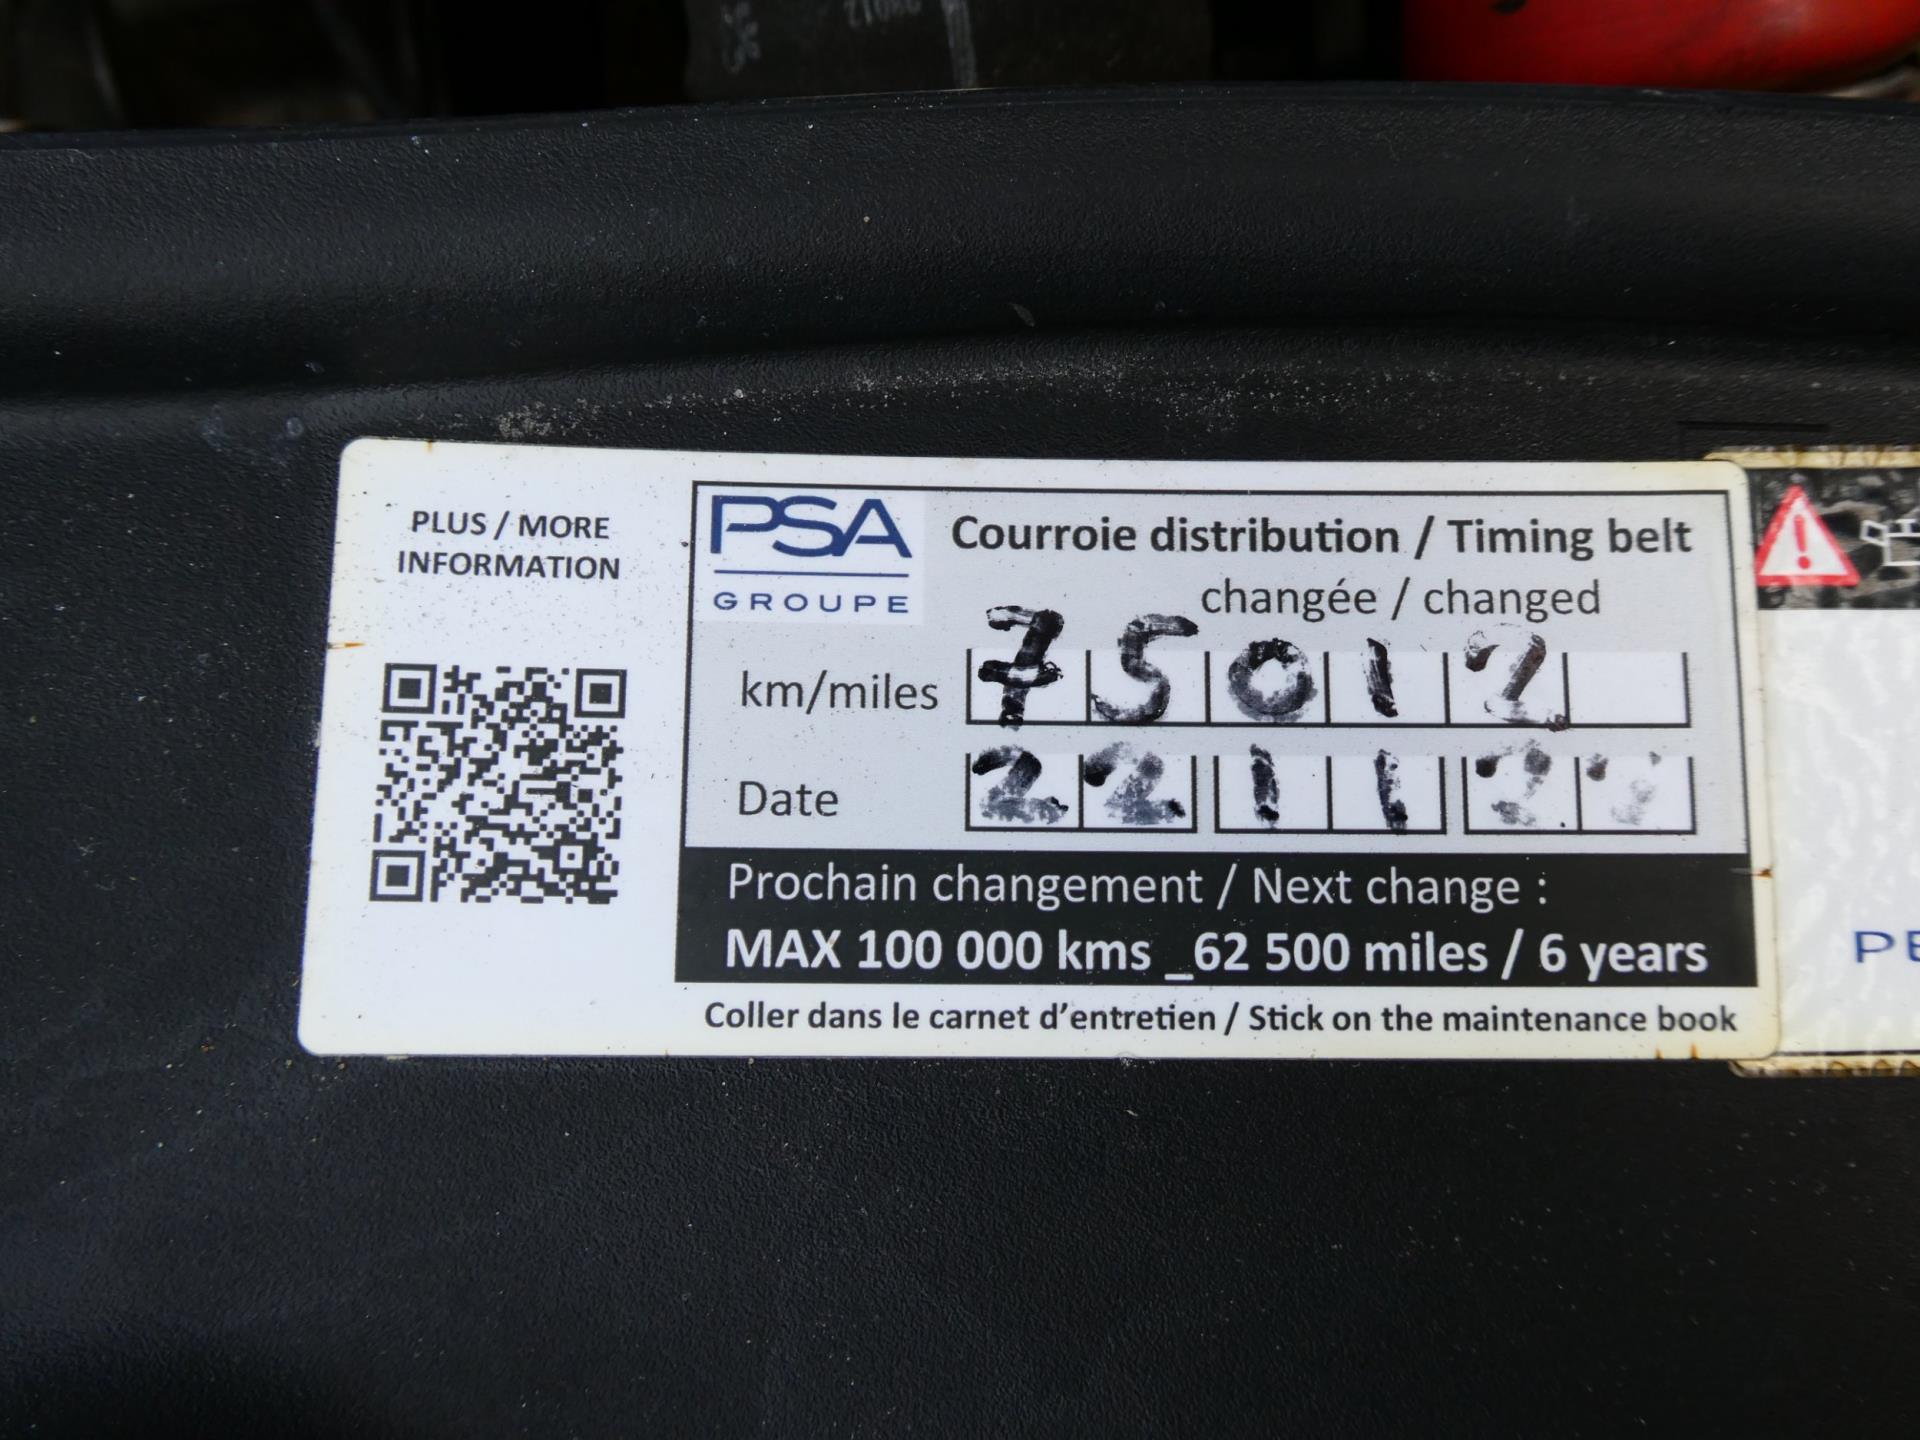 PLUS / MORE
INFORMATION
PSA
GROUPE
Courroie distribution / Timing belt
changée / changed
km/miles 75012
Date 22 11 2
Prochain changement / Next change :
MAX 100 000 kms _62 500 miles / 6 years
Coller dans le carnet d'entretien / Stick on the maintenance book